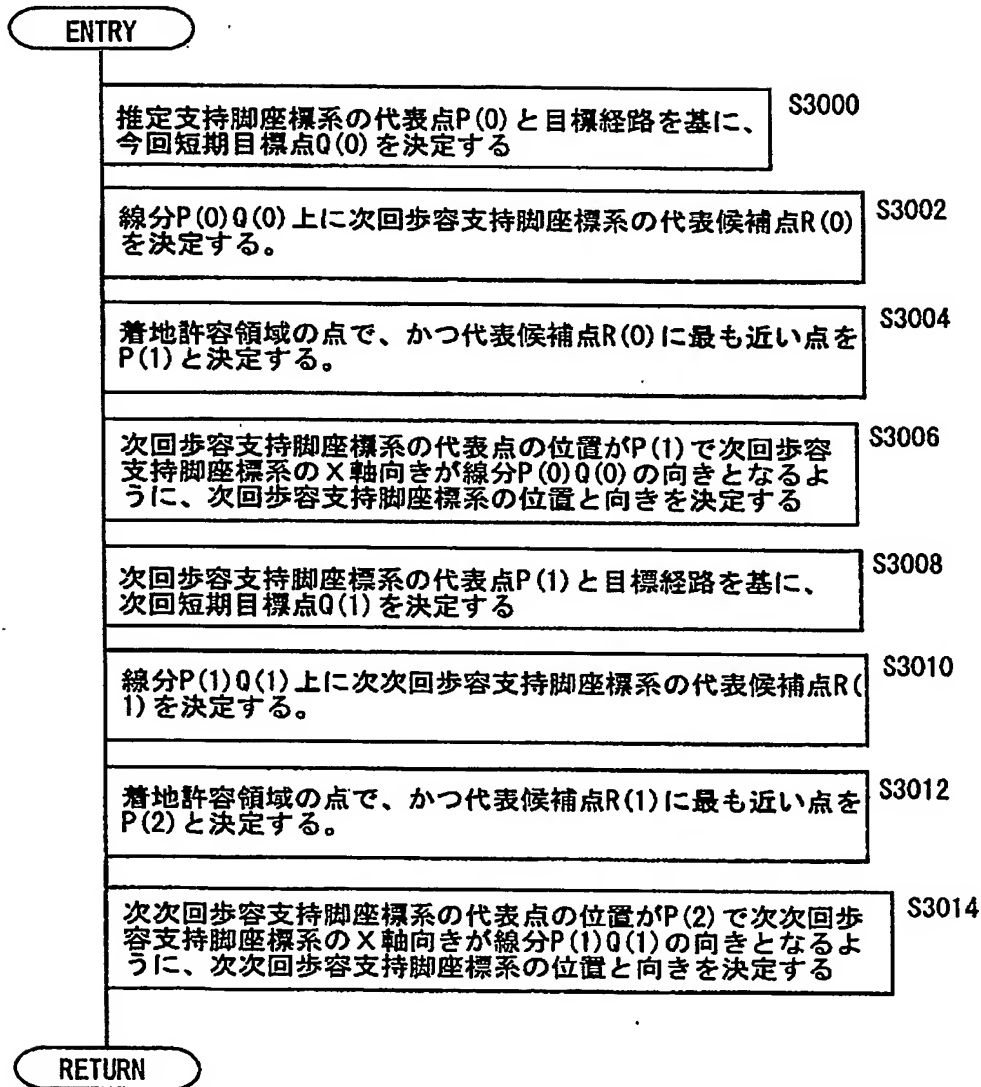 ENTRY
推定支持脚座標系の代表点P(0)と目標経路を基に、
今回短期目標点Q(0)を決定する
S3000
線分P(0)Q(0)上に次回歩容支持脚座標系の代表候補点R(0)
を決定する。
S3002
着地許容領域の点で、かつ代表候補点R(0)に最も近い点を
P(1)と決定する。
S3004
次回歩容支持脚座標系の代表点の位置がP(1)で次回歩容
支持脚座標系のX軸向きが線分P(0)Q(0)の向きとなるよ
うに、次回歩容支持脚座標系の位置と向きを決定する
S3006
次回歩容支持脚座標系の代表点P(1)と目標経路を基に、
次回短期目標点Q(1)を決定する
S3008
線分P(1)Q(1)上に次次回歩容支持脚座標系の代表候補点R(
1)を決定する。
S3010
着地許容領域の点で、かつ代表候補点R(1)に最も近い点を
P(2)と決定する。
S3012
次次回歩容支持脚座標系の代表点の位置がP(2)で次次回歩
容支持脚座標系のX軸向きが線分P(1)Q(1)の向きとなるよ
うに、次次回歩容支持脚座標系の位置と向きを決定する
S3014
RETURN